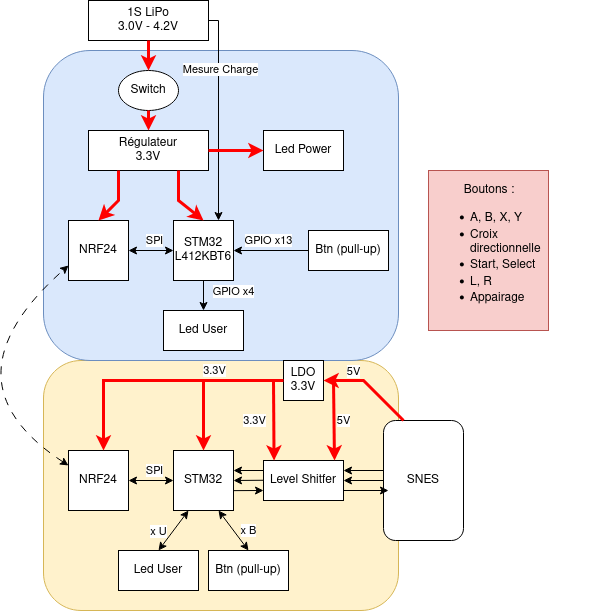 1S LiPo
3.0V - 4.2V
Mesure Charge
Switch
Régulateur
3.3V
Led Power
NRF24
SPI
STM32
L412KBT6
GPIO x13
Btn (pull-up)
GPIO x4
Led User
Boutons :
A, B, X, Y
Croix
directionnelle
Start, Select
L, R
Appairage
3.3V
LDO
3.3V
5V
3.3V
5V
NRF24
SPI
STM32
Level Shitfer
SNES
x U
x B
Led User
Btn (pull-up)